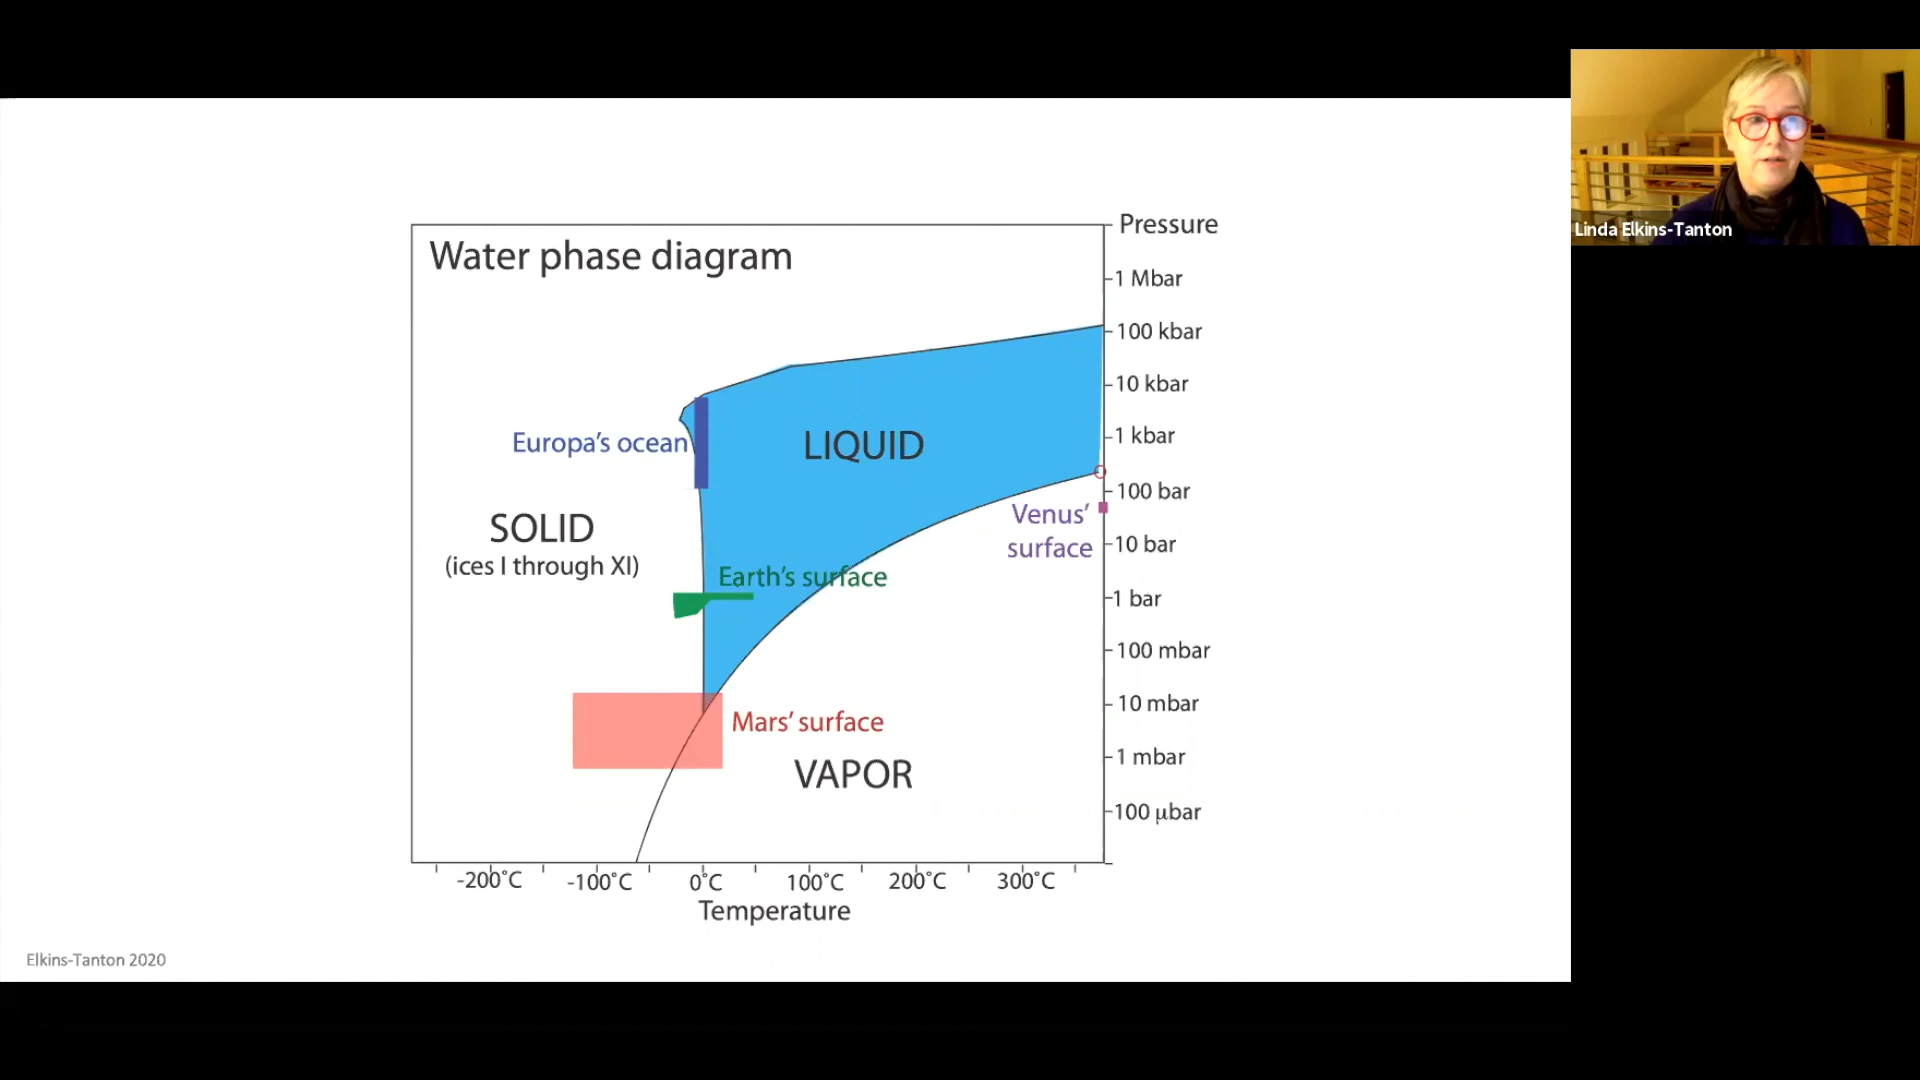 Water phase diagram
Pressure
1 Mbar
100 kbar
10 kbar
Europa's ocean
LIQUID
1 kbar
100 bar
Venus'
surface
SOLID
(ices I through XI)
10 bar
Earth's surface
1 bar
100 mbar
10 mbar
Mars' surface
1 mbar
VAPOR
100 μbar
-200˚C -100˚C 0˚C 100˚C 200˚C 300˚C
Temperature
Elkins-Tanton 2020
Linda Elkins-Tanton